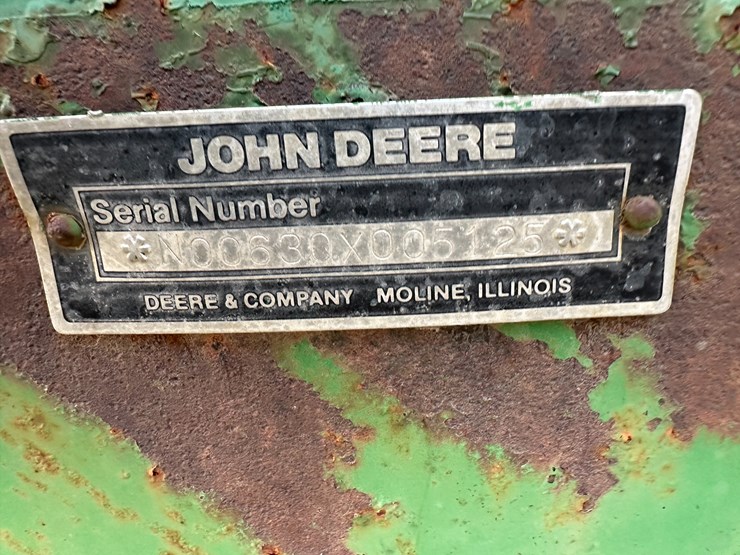 JOHN DEERE
Serial Number
*N00630X005125*
DEERE & COMPANY MOLINE, ILLINOIS